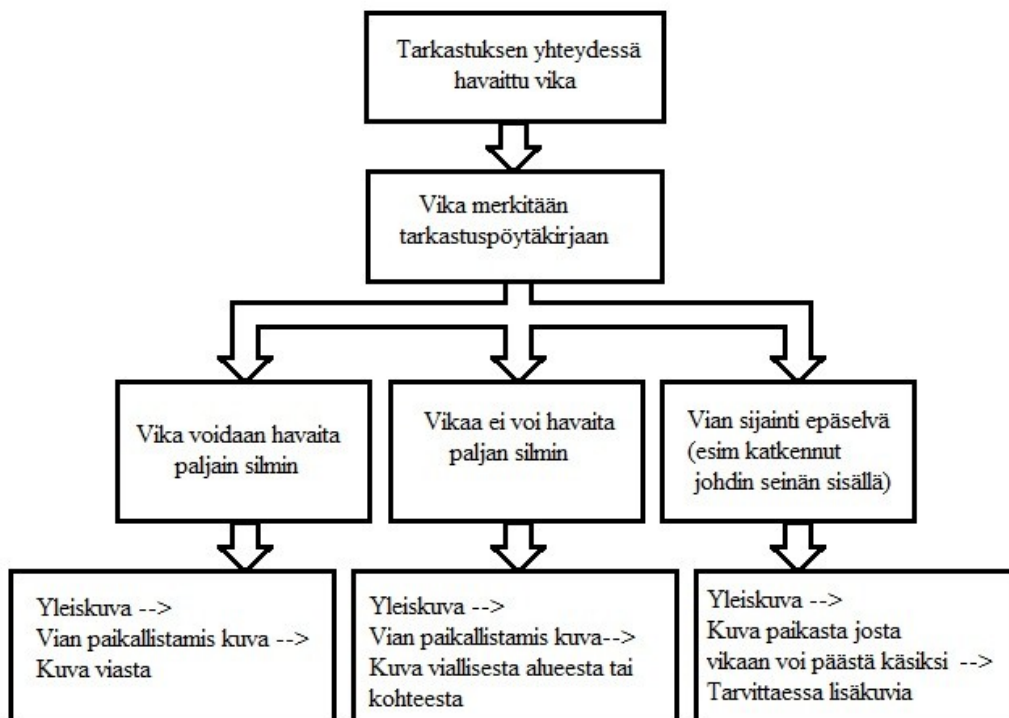 Tarkastuksen yhteydessä
havaittu vika
Vika merkitään
tarkastuspöytäkirjaan
Vika voidaan havaita
paljain silmin
Vikaa ei voi havaita
paljan silmin
Vian sijainti epäselvä
(esim katkennut
johdin seinän sisällä)
Yleiskuva -->
Vian paikallistamis kuva -->
Kuva viasta
Yleiskuva -->
Vian paikallistamis kuva-->
Kuva viallisesta alueesta tai
kohteesta
Yleiskuva -->
Kuva paikasta josta
vikaan voi päästä käsiksi -->
Tarvittaessa lisäkuvia